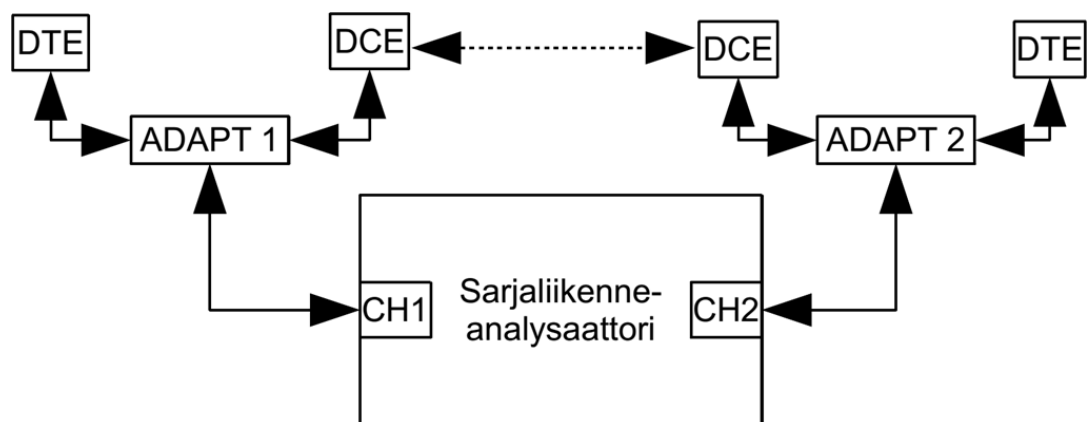 DTE
DCE
DCE
DTE
ADAPT 1
ADAPT 2
CH1
Sarjaliikenne-
analysaattori
CH2